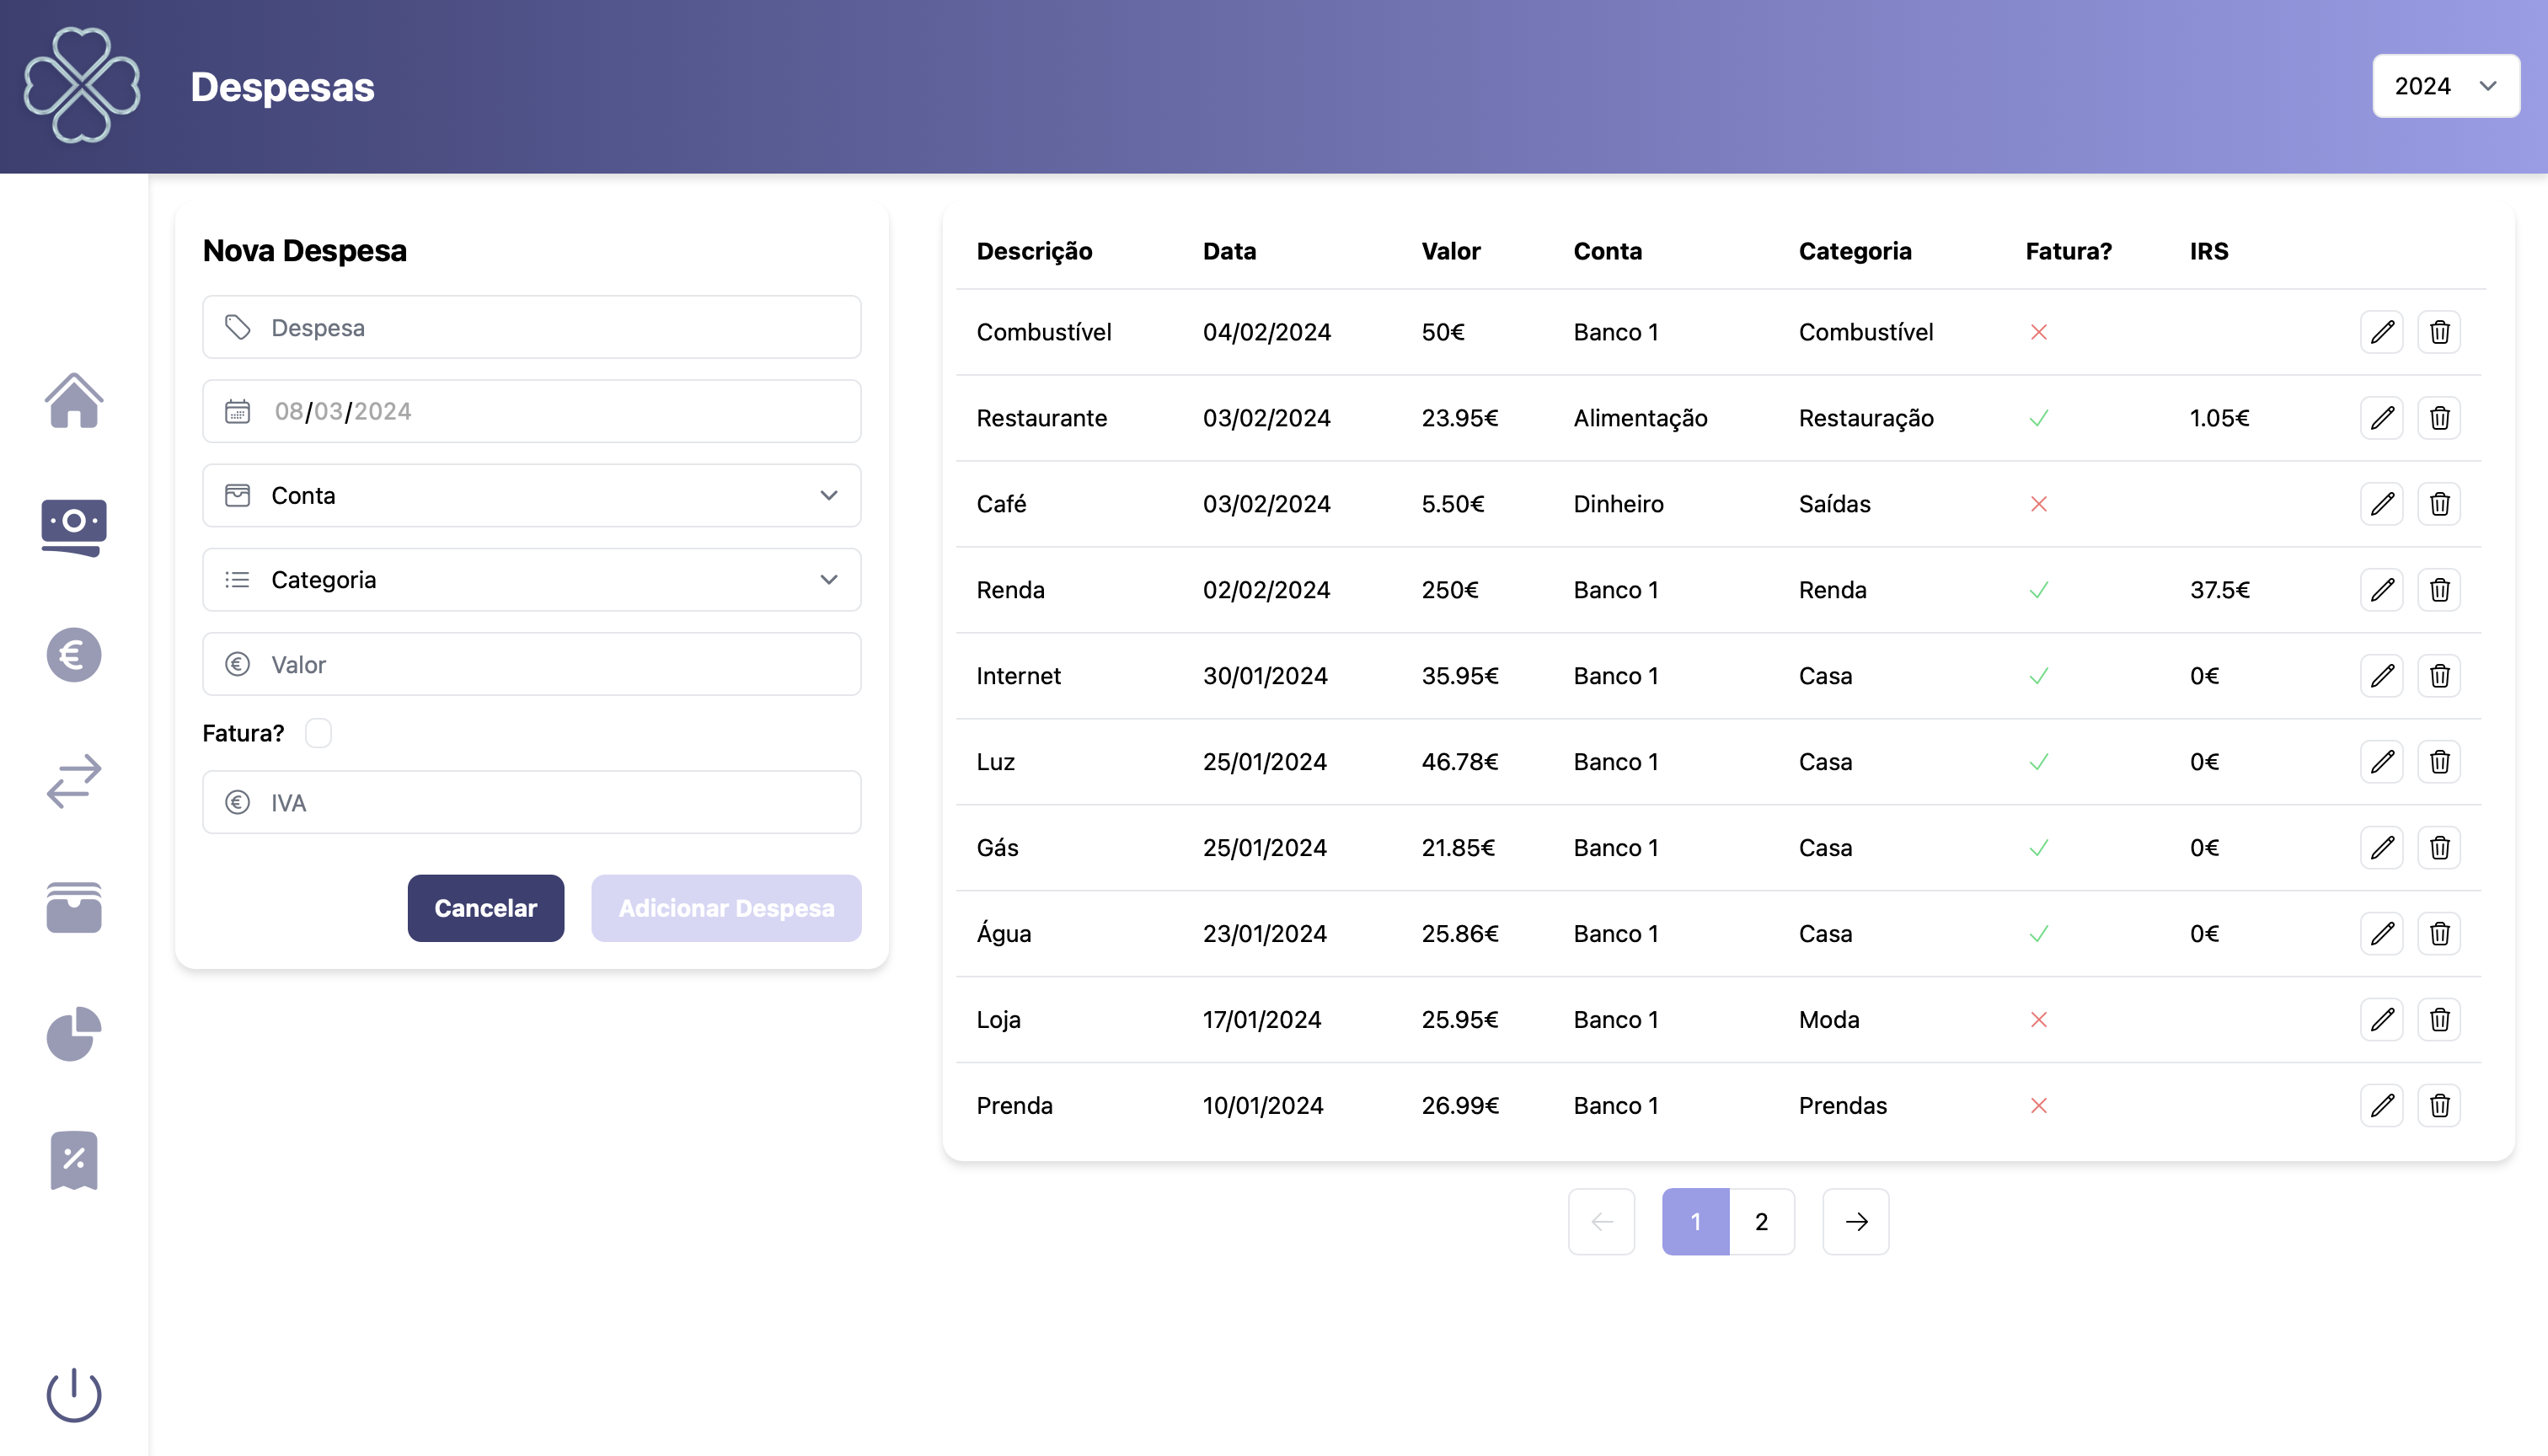 Despesas
2024
Nova Despesa
Despesa
08/03/2024
Conta
Categoria
Valor
Fatura?
IVA
Cancelar Adicionar Despesa
Descrição Data Valor Conta Categoria Fatura? IRS
Combustível 04/02/2024 50€ Banco 1 Combustível
Restaurante 03/02/2024 23.95€ Alimentação Restauração 1.05€
Café 03/02/2024 5.50€ Dinheiro Saídas
Renda 02/02/2024 250€ Banco 1 Renda 37.5€
Internet 30/01/2024 35.95€ Banco 1 Casa 0€
Luz 25/01/2024 46.78€ Banco 1 Casa 0€
Gás 25/01/2024 21.85€ Banco 1 Casa 0€
Água 23/01/2024 25.86€ Banco 1 Casa 0€
Loja 17/01/2024 25.95€ Banco 1 Moda
Prenda 10/01/2024 26.99€ Banco 1 Prendas
1 2